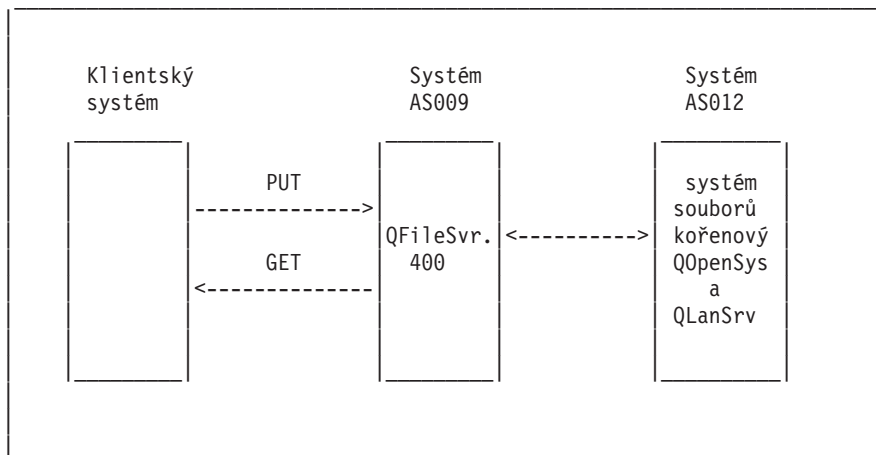 Klientský Systém Systém
systém AS009 AS012
PUT systém
souborů
QFileSvr. kořenový
GET 400 QOpenSys
a
QLanSrv